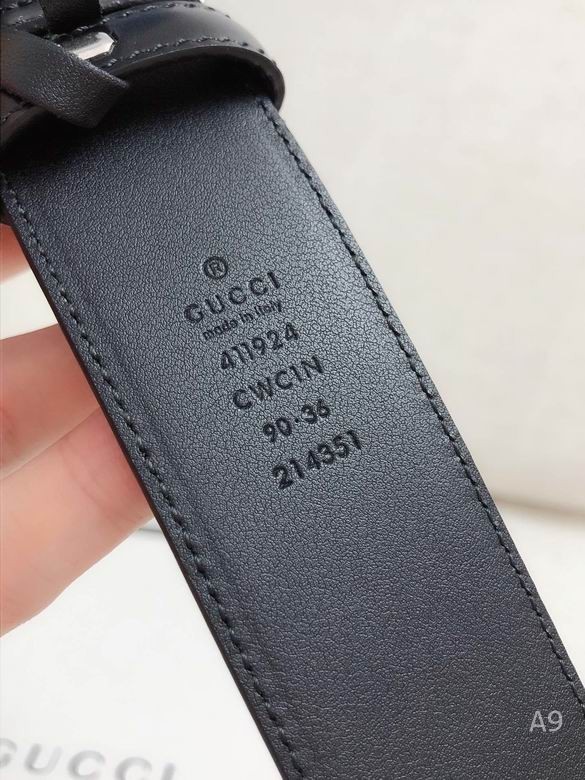 ®
GUCCI
made in italy
411924
CWC1N
90·36
214351
A9
GUCCI